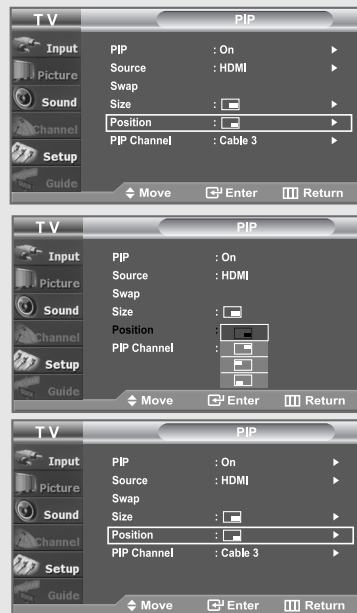 TV PIP
Input
Picture
Sound
Channel
Setup
Guide
PIP : On
Source : HDMI
Swap
Size :
Position :
PIP Channel : Cable 3
Move Enter Return
TV PIP
Input
Picture
Sound
Channel
Setup
Guide
PIP : On
Source : HDMI
Swap
Size :
Position :
PIP Channel :
Move Enter Return
TV PIP
Input
Picture
Sound
Channel
Setup
Guide
PIP : On
Source : HDMI
Swap
Size :
Position :
PIP Channel : Cable 3
Move Enter Return